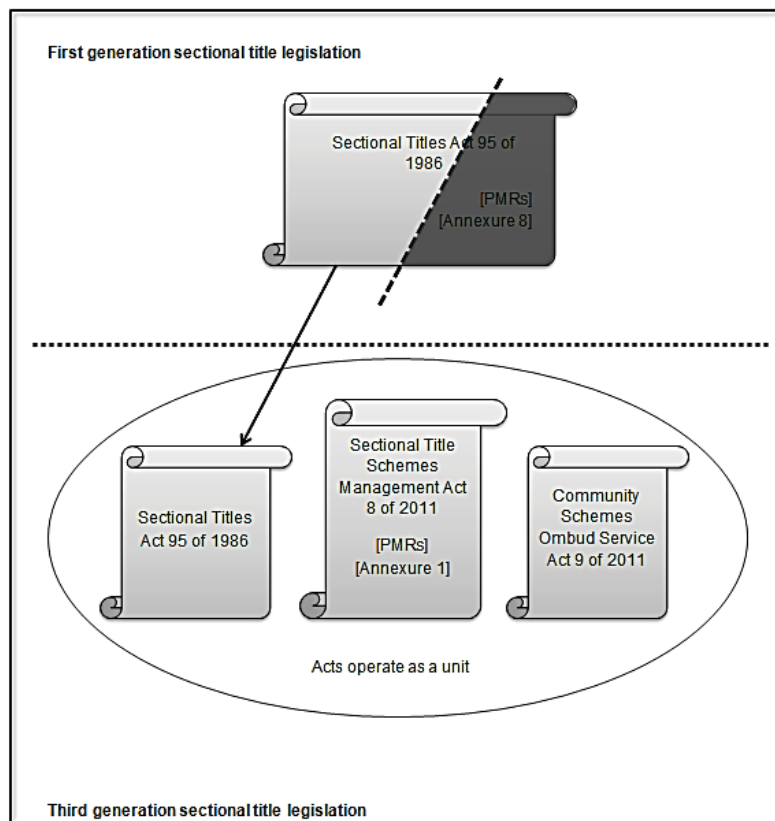 First generation sectional title legislation
Sectional Titles Act 95 of
1986
[PMRs]
[Annexure 8]
Sectional Titles
Act 95 of 1986
Sectional Title
Schemes
Management Act
8 of 2011
[PMRs]
[Annexure 1]
Community
Schemes
Ombud Service
Act 9 of 2011
Acts operate as a unit
Third generation sectional title legislation